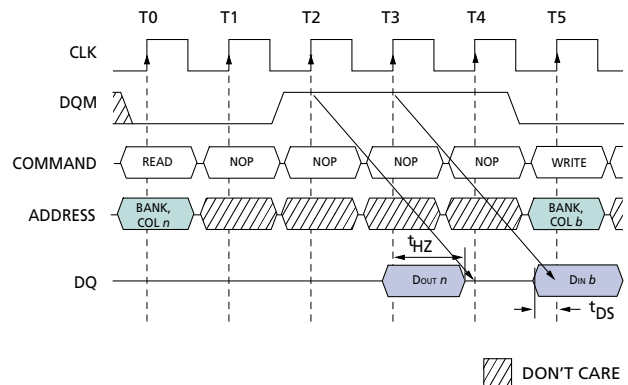 T0 T1 T2 T3 T4 T5
CLK
DQM
COMMAND READ NOP NOP NOP NOP WRITE
ADDRESS BANK, COL n BANK, COL b
tHZ
DQ DOUT n DIN b
tDS
DON'T CARE